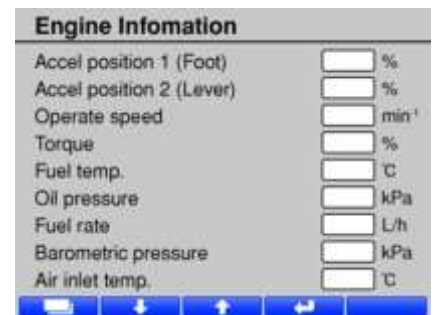 Engine Infomation
Accel position 1 (Foot) %
Accel position 2 (Lever) %
Operate speed min⁻¹
Torque %
Fuel temp. ℃
Oil pressure kPa
Fuel rate L/h
Barometric pressure kPa
Air inlet temp. ℃